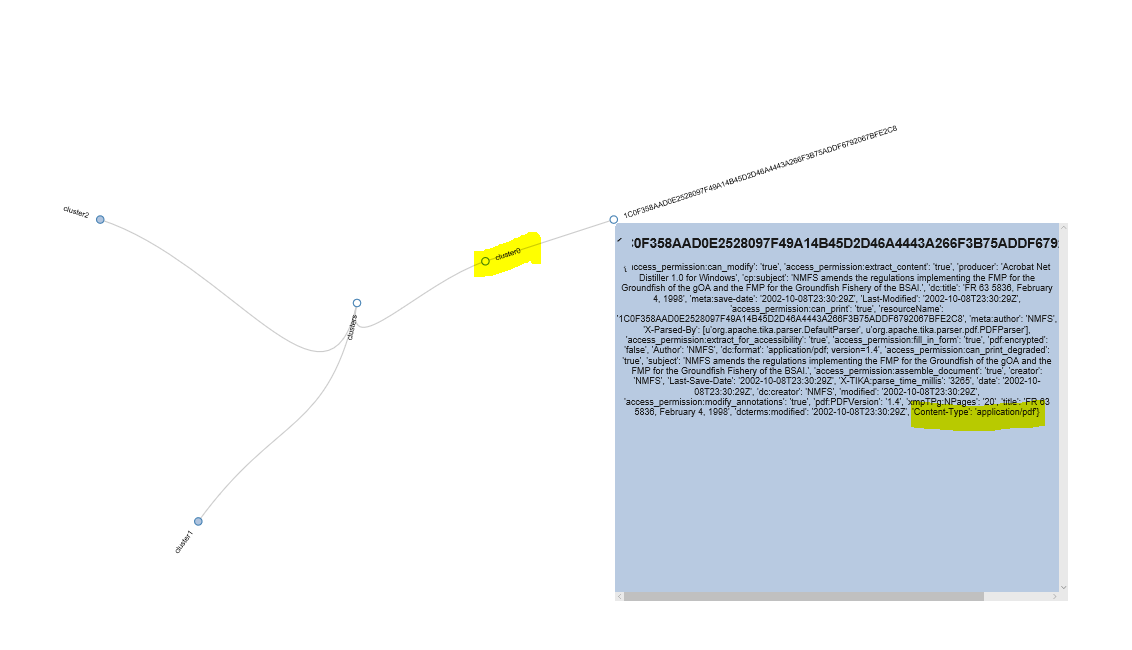 1C0F358AAD0E2528097F49A14B45D2D46A4443A266F3B75ADDF6792067BFE2C8
cluster2
cluster0
clusters
cluster1
:0F358AAD0E2528097F49A14B45D2D46A4443A266F3B75ADDF679
access_permission:can_modify': 'true', 'access_permission:extract_content': 'true', 'producer': 'Acrobat Net
Distiller 1.0 for Windows', 'cp:subject': 'NMFS amends the regulations implementing the FMP for the
Groundfish of the gOA and the FMP for the Groundfish Fishery of the BSAI.', 'dc:title': 'FR 63 5836, February
4, 1998', 'meta:save-date': '2002-10-08T23:30:29Z', 'Last-Modified': '2002-10-08T23:30:29Z',
'access_permission:can_print': 'true', 'resourceName':
'1C0F358AAD0E2528097F49A14B45D2D46A4443A266F3B75ADDF6792067BFE2C8', 'meta:author': 'NMFS',
'X-Parsed-By': [u'org.apache.tika.parser.DefaultParser', u'org.apache.tika.parser.pdf.PDFParser'],
'access_permission:extract_for_accessibility': 'true', 'access_permission:fill_in_form': 'true', 'pdf:encrypted':
'false', 'Author': 'NMFS', 'dc:format': 'application/pdf; version=1.4', 'access_permission:can_print_degraded':
'true', 'subject': 'NMFS amends the regulations implementing the FMP for the Groundfish of the gOA and the
FMP for the Groundfish Fishery of the BSAI.', 'access_permission:assemble_document': 'true', 'creator':
'NMFS', 'Last-Save-Date': '2002-10-08T23:30:29Z', 'X-TIKA:parse_time_millis': '3265', 'date': '2002-10-
08T23:30:29Z', 'dc:creator': 'NMFS', 'modified': '2002-10-08T23:30:29Z',
'access_permission:modify_annotations': 'true', 'pdf:PDFVersion': '1.4', 'xmpTPg:NPages': '20', 'title': 'FR 63
5836, February 4, 1998', 'dcterms:modified': '2002-10-08T23:30:29Z', 'Content-Type': 'application/pdf'}